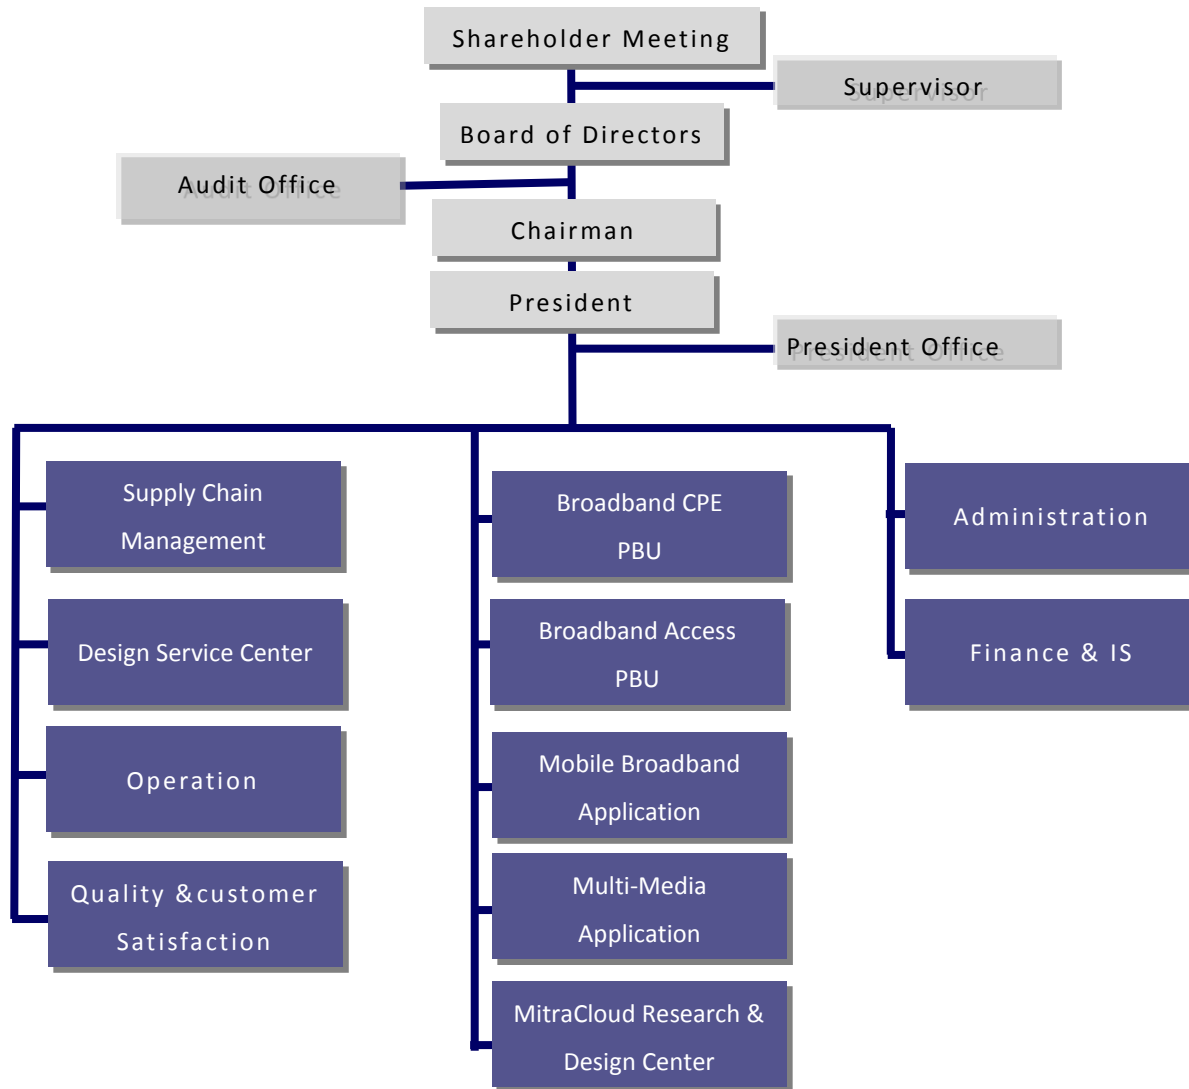 Shareholder Meeting
Supervisor
Board of Directors
Audit Office
Chairman
President
President Office
Supply Chain
Management
Design Service Center
Operation
Quality &customer
Satisfaction
Broadband CPE
PBU
Broadband Access
PBU
Mobile Broadband
Application
Multi-Media
Application
MitraCloud Research &
Design Center
Administration
Finance & IS